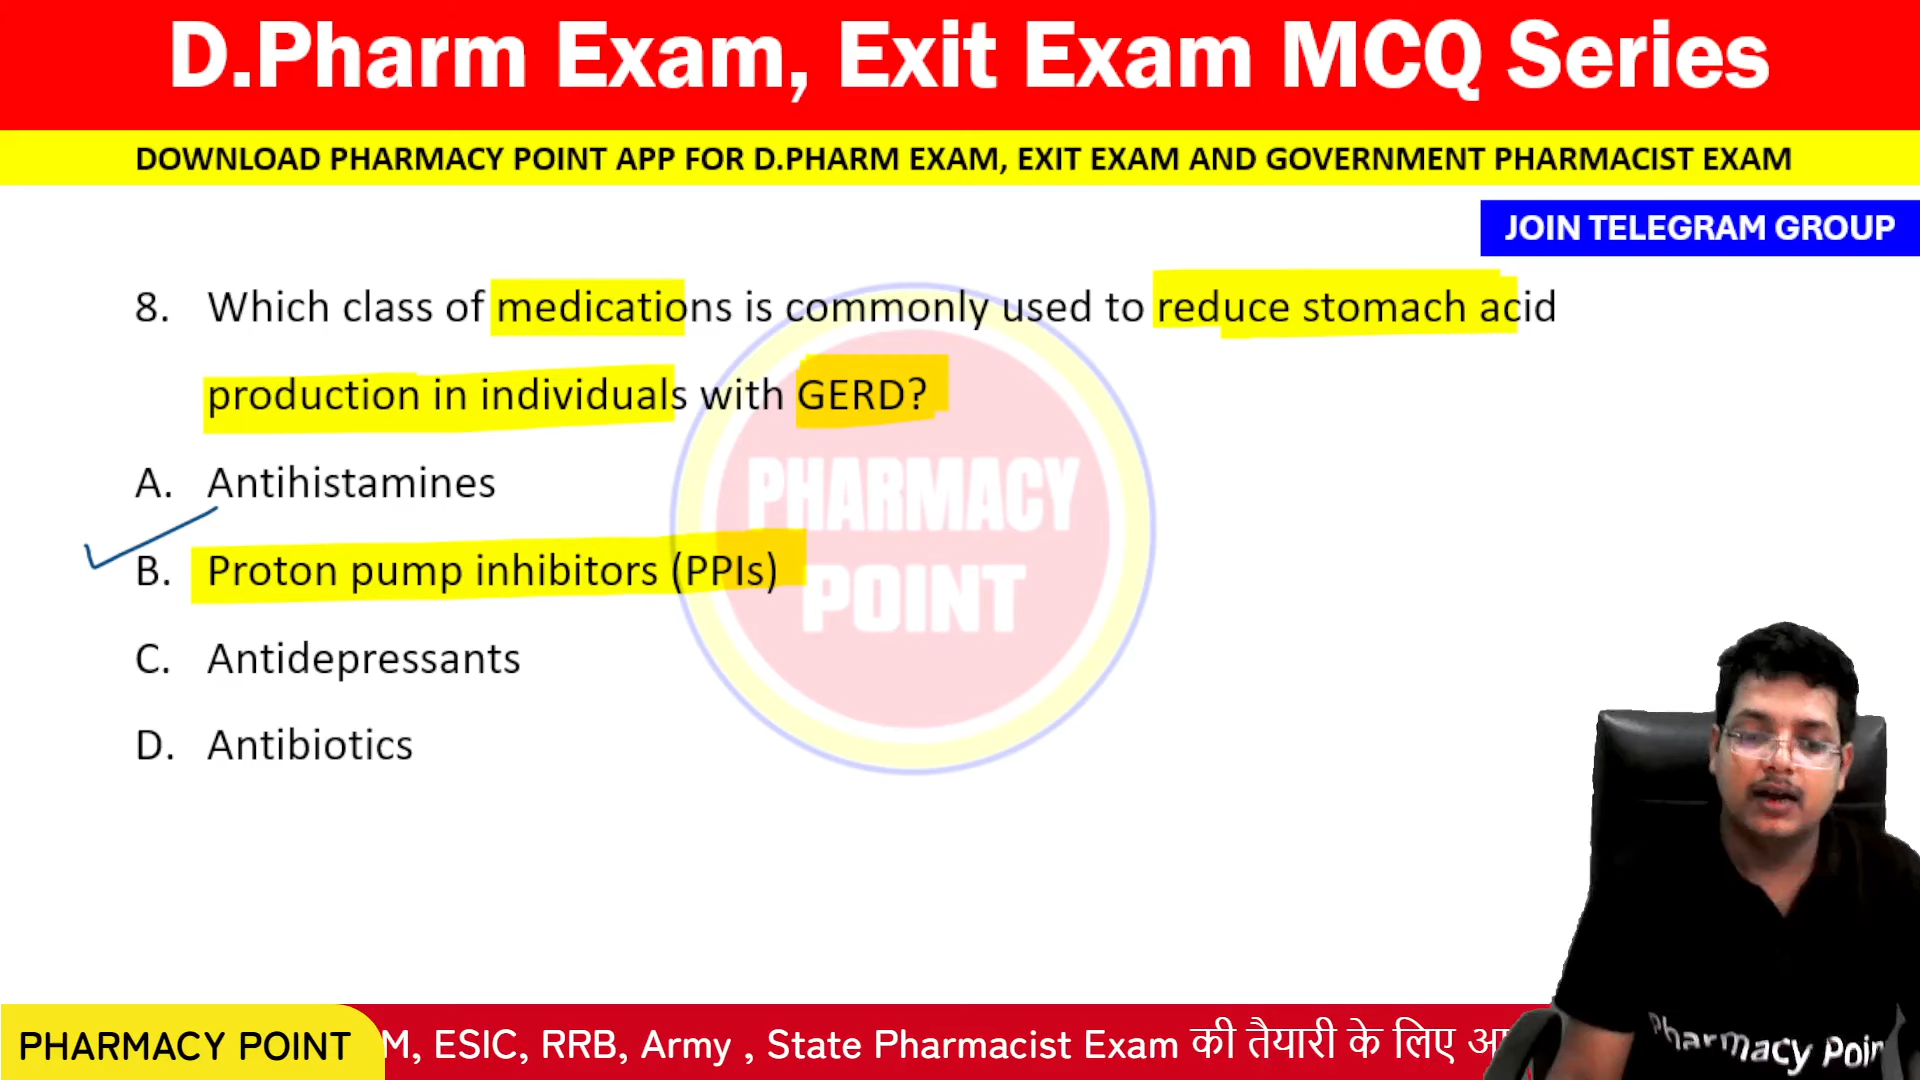 D.Pharm Exam, Exit Exam MCQ Series
DOWNLOAD PHARMACY POINT APP FOR D.PHARM EXAM, EXIT EXAM AND GOVERNMENT PHARMACIST EXAM
JOIN TELEGRAM GROUP
8. Which class of medications is commonly used to reduce stomach acid
production in individuals with GERD?
A. Antihistamines
B. Proton pump inhibitors (PPIs)
C. Antidepressants
D. Antibiotics
PHARMACY
POINT
PHARMACY POINT
M, ESIC, RRB, Army , State Pharmacist Exam की तैयारी के लिए
Pharmacy Poin